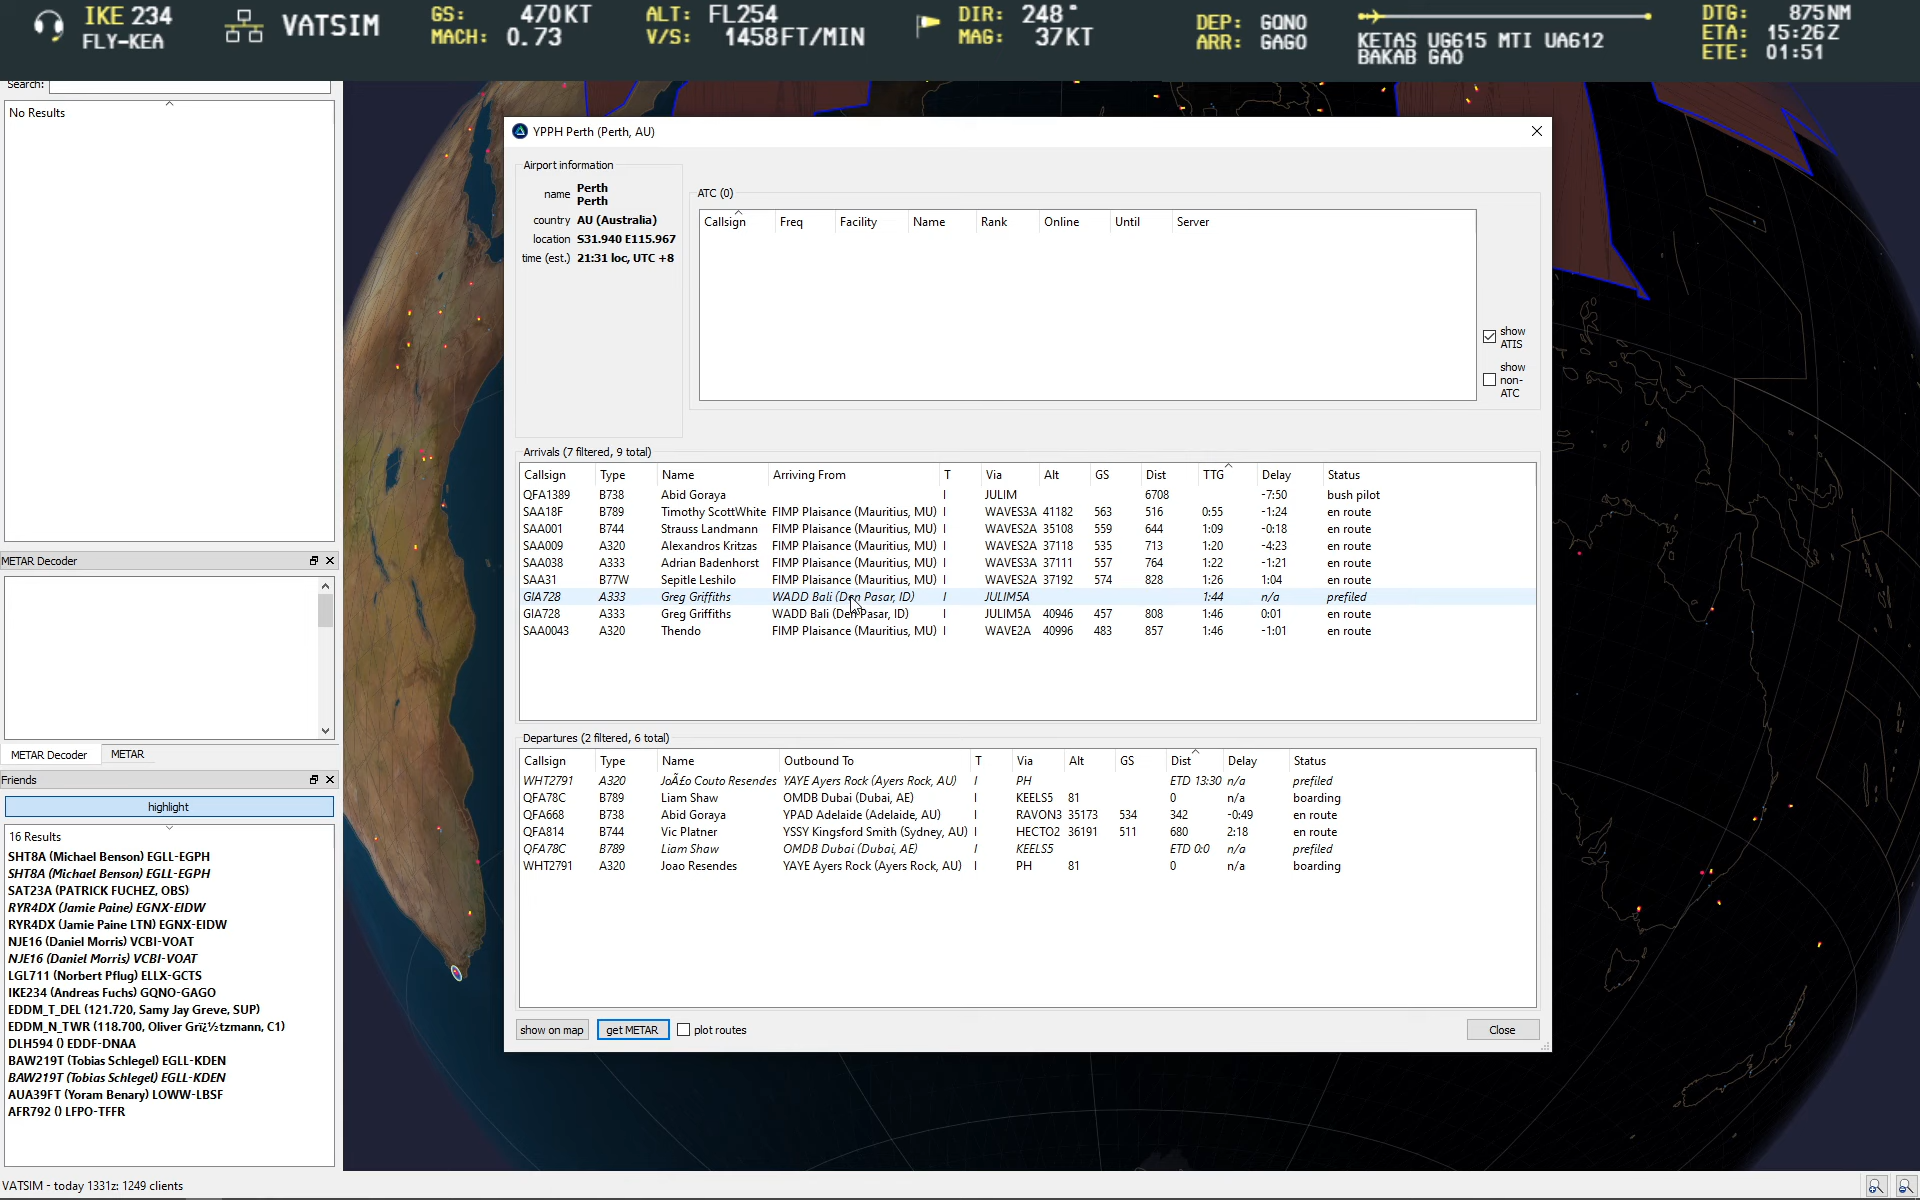 IKE 234
FLY-KEA
VATSIM
GS: 470KT
MACH: 0.73
ALT: FL254
V/S: 1458FT/MIN
DIR: 248°
MAG: 37KT
DEP: GQNO
ARR: GAGO
KETAS UG615 MTI UA612
BAKAB GAO
DTG: 875NM
ETA: 15:26Z
ETE: 01:51
Search:
No Results
METAR Decoder
METAR Decoder METAR
Friends
highlight
16 Results
SHT8A (Michael Benson) EGLL-EGPH
SHT8A (Michael Benson) EGLL-EGPH
SAT23A (PATRICK FUCHEZ, OBS)
RYR4DX (Jamie Paine) EGNX-EIDW
RYR4DX (Jamie Paine LTN) EGNX-EIDW
NJE16 (Daniel Morris) VCBI-VOAT
NJE16 (Daniel Morris) VCBI-VOAT
LGL711 (Norbert Pflug) ELLX-GCTS
IKE234 (Andreas Fuchs) GQNO-GAGO
EDDM_T_DEL (121.720, Samy Jay Greve, SUP)
EDDM_N_TWR (118.700, Oliver Grï¿½tzmann, C1)
DLH594 () EDDF-DNAA
BAW219T (Tobias Schlegel) EGLL-KDEN
BAW219T (Tobias Schlegel) EGLL-KDEN
AUA39FT (Yoram Benary) LOWW-LBSF
AFR792 () LFPO-TFFR
VATSIM - today 1331z: 1249 clients
YPPH Perth (Perth, AU)
Airport information
name Perth
Perth
country AU (Australia)
location S31.940 E115.967
time (est.) 21:31 loc, UTC +8
ATC (0)
Callsign Freq Facility Name Rank Online Until Server
show
ATIS
show
non-
ATC
Arrivals (7 filtered, 9 total)
Callsign Type Name Arriving From T Via Alt GS Dist TTG Delay Status
QFA1389 B738 Abid Goraya I JULIM 6708 -7:50 bush pilot
SAA18F B789 Timothy ScottWhite FIMP Plaisance (Mauritius, MU) I WAVES3A 41182 563 516 0:55 -1:24 en route
SAA001 B744 Strauss Landmann FIMP Plaisance (Mauritius, MU) I WAVES2A 35108 559 644 1:09 -0:18 en route
SAA009 A320 Alexandros Kritzas FIMP Plaisance (Mauritius, MU) I WAVES2A 37118 535 713 1:20 -4:23 en route
SAA038 A333 Adrian Badenhorst FIMP Plaisance (Mauritius, MU) I WAVES3A 37111 557 764 1:22 -1:21 en route
SAA31 B77W Sepitle Leshilo FIMP Plaisance (Mauritius, MU) I WAVES2A 37192 574 828 1:26 1:04 en route
GIA728 A333 Greg Griffiths WADD Bali (Den Pasar, ID) I JULIM5A 1:44 n/a prefiled
GIA728 A333 Greg Griffiths WADD Bali (Den Pasar, ID) I JULIM5A 40946 457 808 1:46 0:01 en route
SAA0043 A320 Thendo FIMP Plaisance (Mauritius, MU) I WAVE2A 40996 483 857 1:46 -1:01 en route
Departures (2 filtered, 6 total)
Callsign Type Name Outbound To T Via Alt GS Dist Delay Status
WHT2791 A320 JoÃ£o Couto Resendes YAYE Ayers Rock (Ayers Rock, AU) I PH ETD 13:30 n/a prefiled
QFA78C B789 Liam Shaw OMDB Dubai (Dubai, AE) I KEELS5 81 0 n/a boarding
QFA668 B738 Abid Goraya YPAD Adelaide (Adelaide, AU) I RAVON3 35173 534 342 -0:49 en route
QFA814 B744 Vic Platner YSSY Kingsford Smith (Sydney, AU) I HECTO2 36191 511 680 2:18 en route
QFA78C B789 Liam Shaw OMDB Dubai (Dubai, AE) I KEELS5 ETD 0:0 n/a prefiled
WHT2791 A320 Joao Resendes YAYE Ayers Rock (Ayers Rock, AU) I PH 81 0 n/a boarding
show on map get METAR plot routes Close